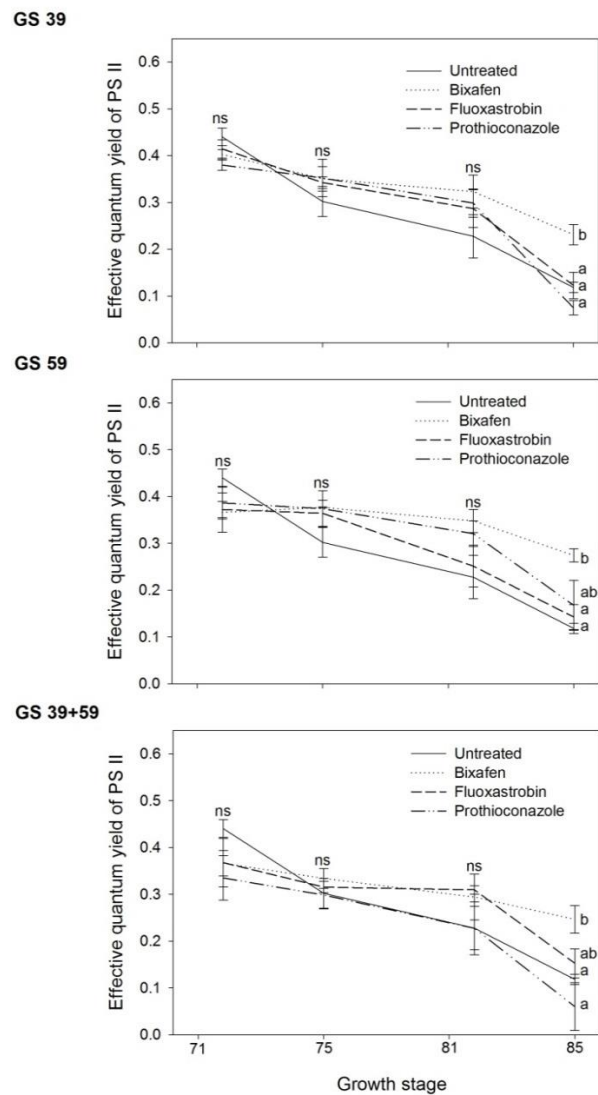 GS 39
Effective quantum yield of PS II
0.6
0.5
0.4
0.3
0.2
0.1
0.0
Untreated
Bixafen
Fluoxastrobin
Prothioconazole
ns
ns
ns
b
a
a
a
GS 59
Effective quantum yield of PS II
0.6
0.5
0.4
0.3
0.2
0.1
0.0
Untreated
Bixafen
Fluoxastrobin
Prothioconazole
ns
ns
ns
b
ab
a
a
GS 39+59
Effective quantum yield of PS II
0.6
0.5
0.4
0.3
0.2
0.1
0.0
Untreated
Bixafen
Fluoxastrobin
Prothioconazole
ns
ns
ns
b
ab
a
a
71 75 81 85
Growth stage